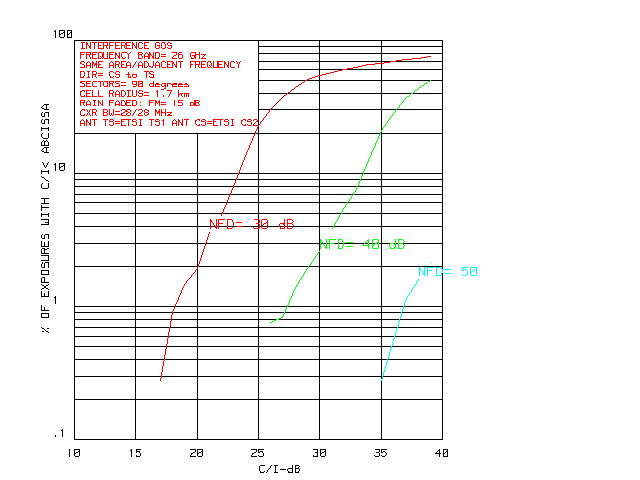 100
INTERFERENCE GOS
FREQUENCY BAND= 26 GHz
SAME AREA/ADJACENT FREQUENCY
DIR= CS to TS
SECTORS= 90 degrees
CELL RADIUS= 1.7 km
RAIN FADED: FM= 15 dB
CXR BW=28/28 MHz
ANT TS=ETSI TS1 ANT CS=ETSI CS2
% OF EXPOSURES WITH C/I< ABCISSA
10
NFD= 30 dB
NFD= 40 dB
NFD= 50
1
.1
10 15 20 25 30 35 40
C/I-dB